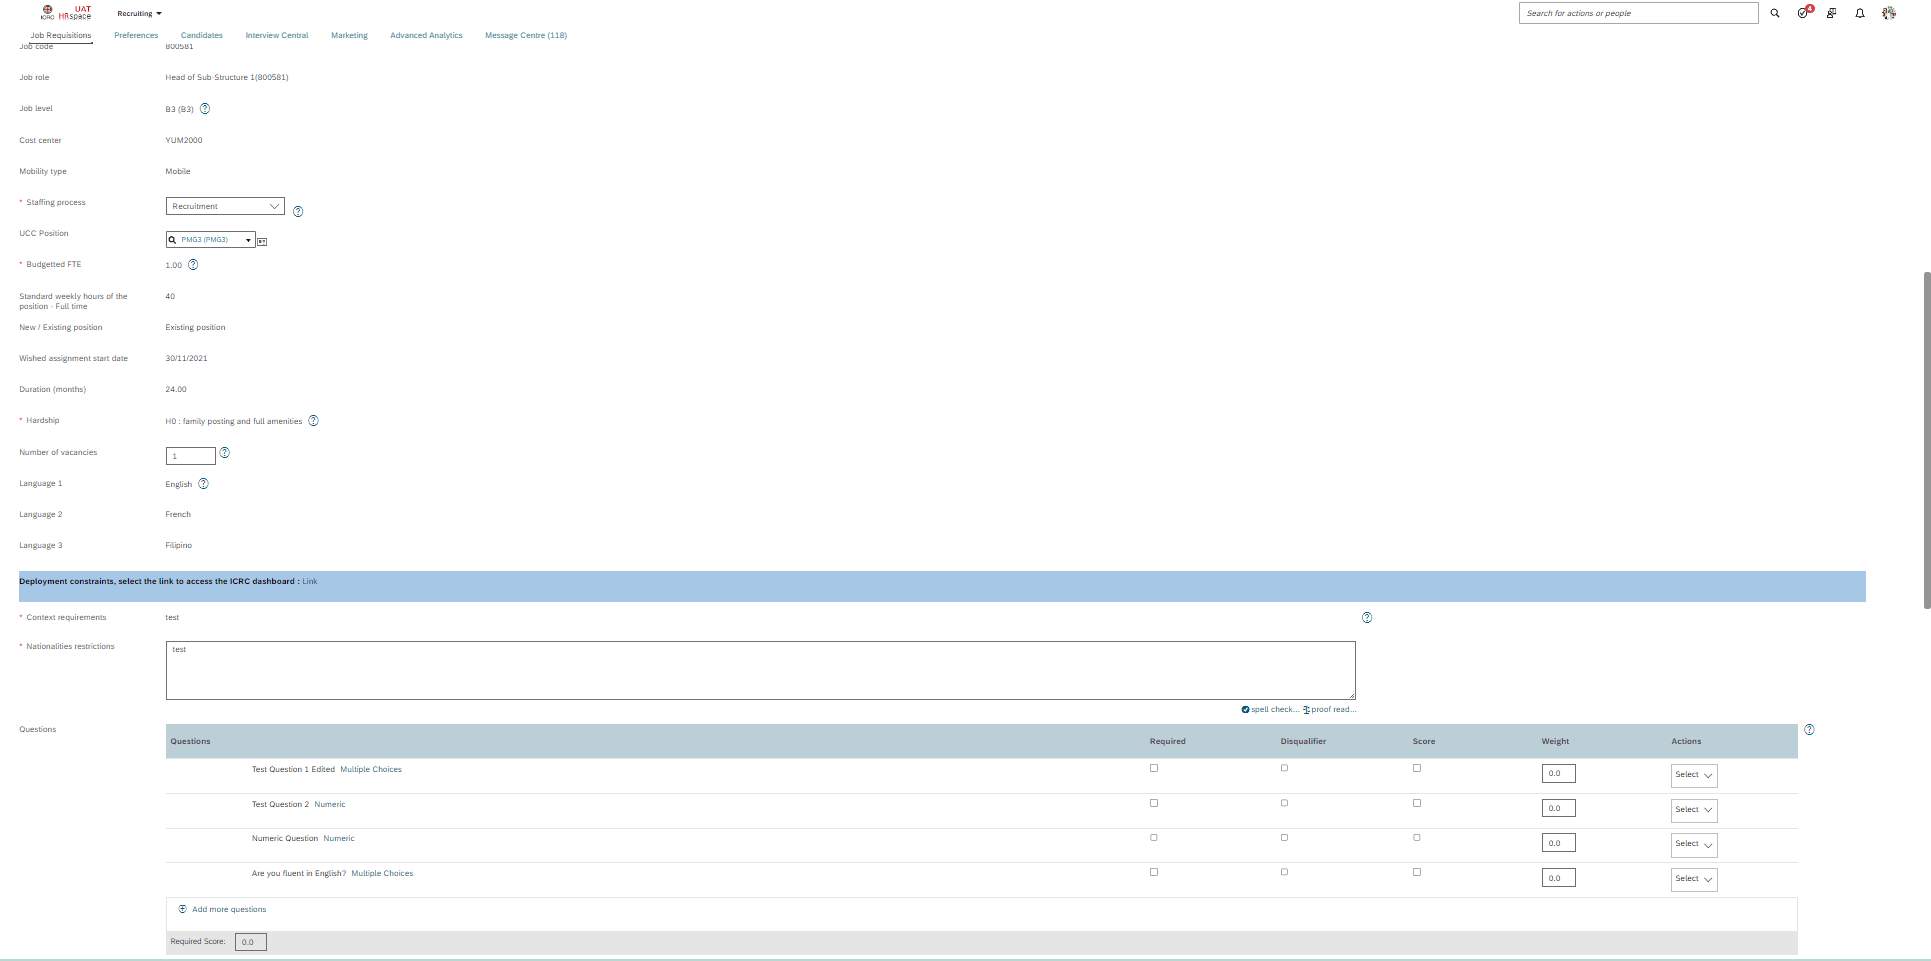 ICRC
UAT
HRspace
Recruiting
Search for actions or people
4
Job Requisitions
Preferences
Candidates
Interview Central
Marketing
Advanced Analytics
Message Centre (118)
Job code 800581
Job role Head of Sub-Structure 1(800581)
Job level B3 (B3) ?
Cost center YUM2000
Mobility type Mobile
* Staffing process Recruitment ?
UCC Position PMG3 (PMG3)
* Budgetted FTE 1.00 ?
Standard weekly hours of the 40
position - Full time
New / Existing position Existing position
Wished assignment start date 30/11/2021
Duration (months) 24.00
* Hardship H0 : family posting and full amenities ?
Number of vacancies 1 ?
Language 1 English ?
Language 2 French
Language 3 Filipino
Deployment constraints, select the link to access the ICRC dashboard : Link
* Context requirements test ?
* Nationalities restrictions test
spell check... proof read...
Questions ?
Questions Required Disqualifier Score Weight Actions
Test Question 1 Edited Multiple Choices 0.0 Select
Test Question 2 Numeric 0.0 Select
Numeric Question Numeric 0.0 Select
Are you fluent in English? Multiple Choices 0.0 Select
Add more questions
Required Score: 0.0